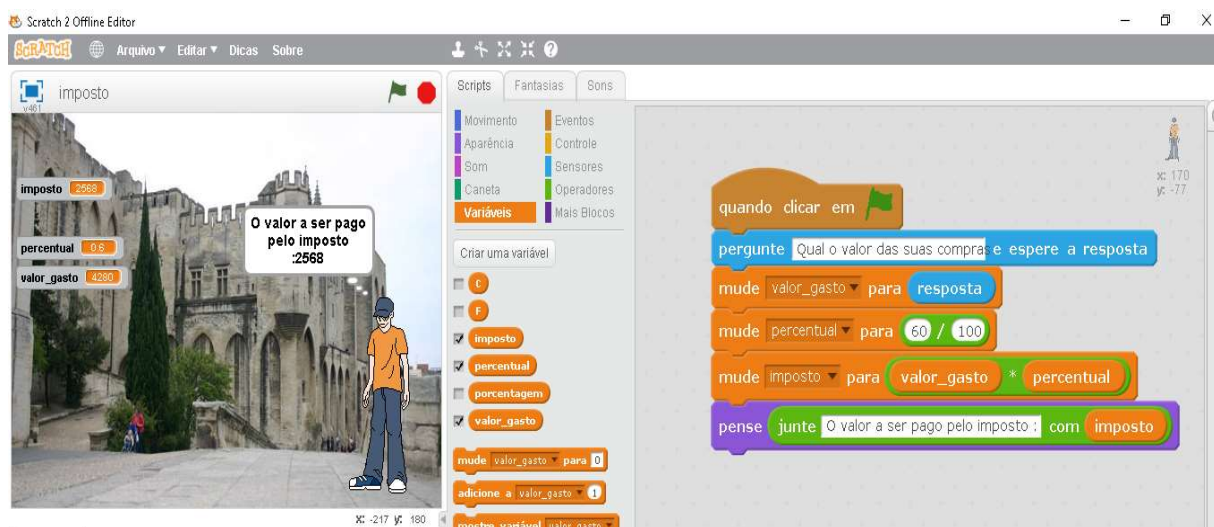 Scratch 2 Offline Editor
SCRATCH Arquivo Editar Dicas Sobre
imposto
v461
imposto 2568
percentual 0.6
valor_gasto 4280
O valor a ser pago
pelo imposto
:2568
X: -217 y: 180
Scripts Fantasias Sons
Movimento Eventos
Aparência Controle
Som Sensores
Caneta Operadores
Variáveis Mais Blocos
Criar uma variável
C
F
imposto
percentual
porcentagem
valor_gasto
mude valor_gasto para 0
adicione a valor_gasto 1
mostre variável valor_gasto
x: 170
y: -77
quando clicar em
pergunte Qual o valor das suas compras e espere a resposta
mude valor_gasto para resposta
mude percentual para 60 / 100
mude imposto para valor_gasto * percentual
pense junte O valor a ser pago pelo imposto : com imposto